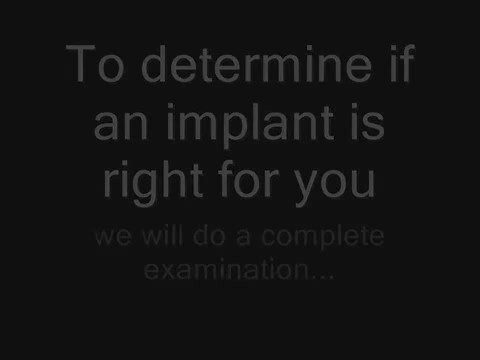 To determine if
an implant is
right for you
we will do a complete
examination...